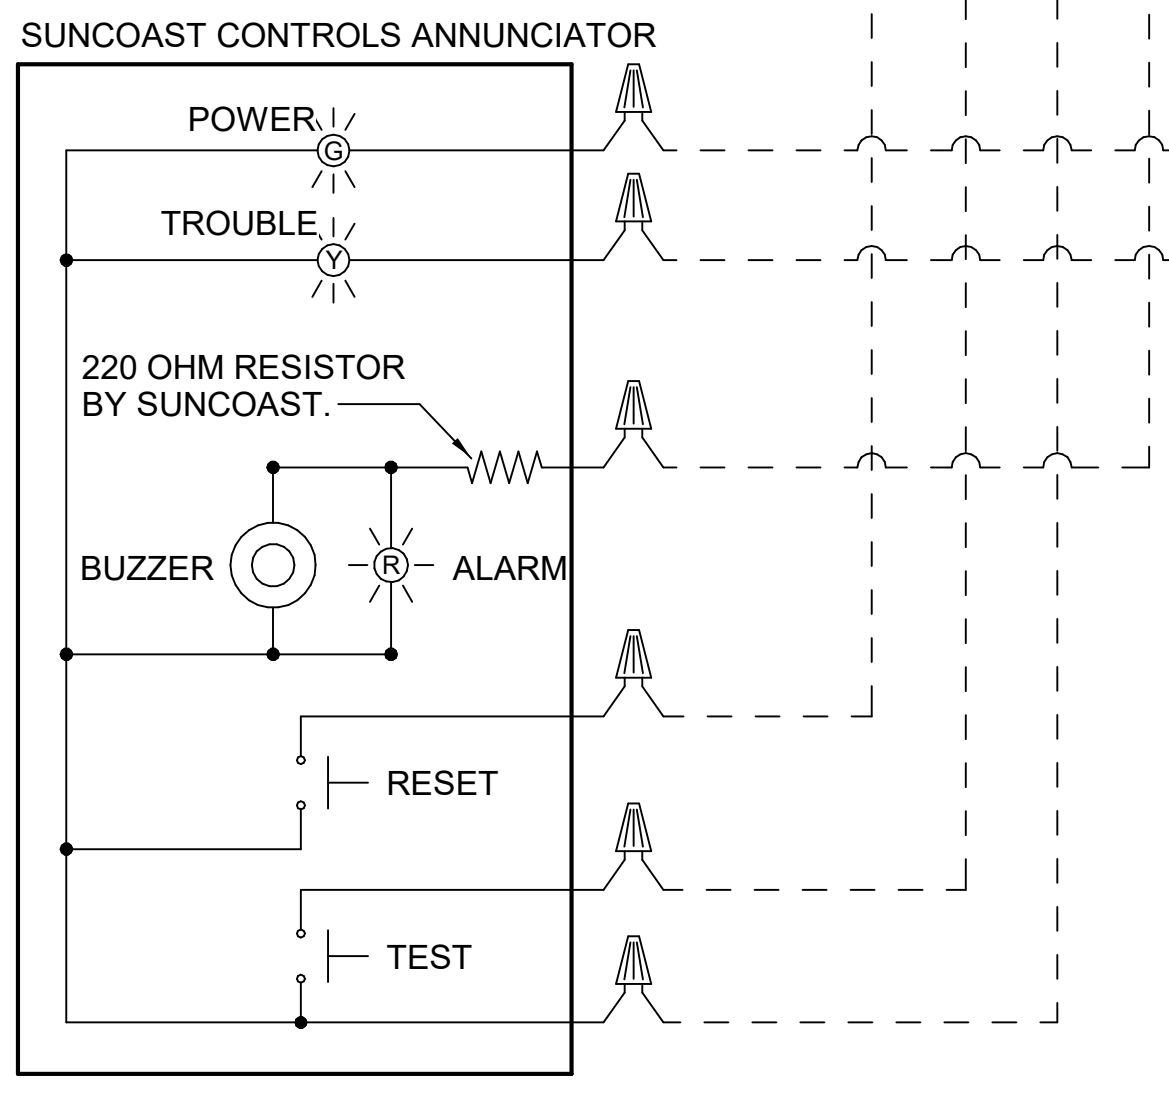 SUNCOAST CONTROLS ANNUNCIATOR
POWER
G
TROUBLE
Y
220 OHM RESISTOR
BY SUNCOAST.
BUZZER
R
ALARM
RESET
TEST